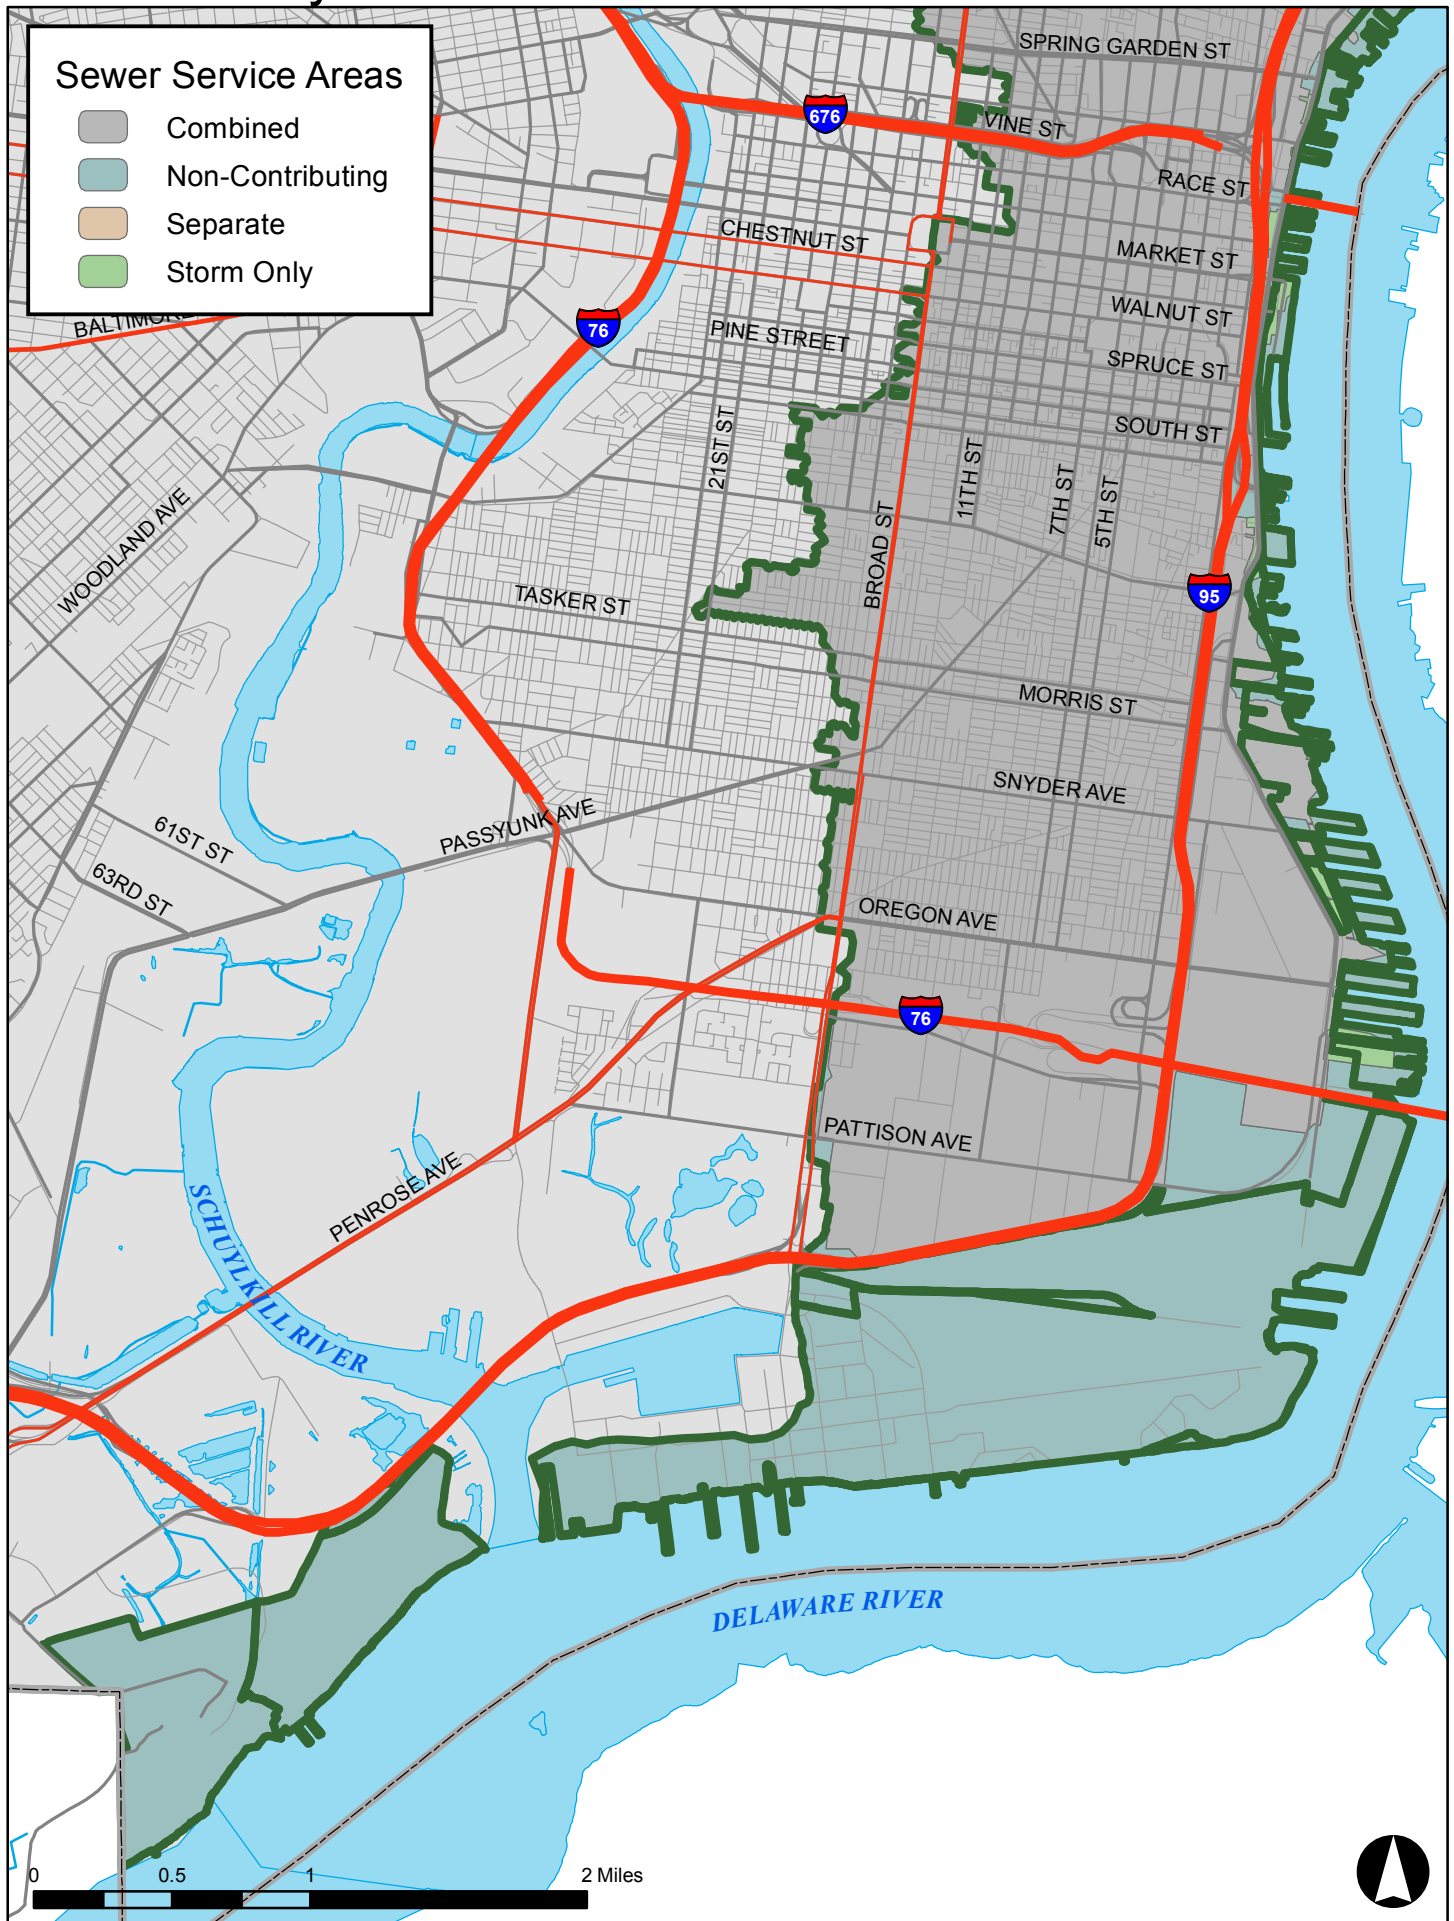 Sewer Service Areas
Combined
Non-Contributing
Separate
Storm Only
SPRING GARDEN ST
676
VINE ST
RACE ST
CHESTNUT ST
MARKET ST
WALNUT ST
BALTIMORE
76
PINE STREET
SPRUCE ST
SOUTH ST
21ST ST
11TH ST
7TH ST
5TH ST
WOODLAND AVE
BROAD ST
95
TASKER ST
MORRIS ST
SNYDER AVE
PASSYUNK AVE
61ST ST
63RD ST
OREGON AVE
76
PATTISON AVE
PENROSE AVE
SCHUYLKILL RIVER
DELAWARE RIVER
0 0.5 1 2 Miles